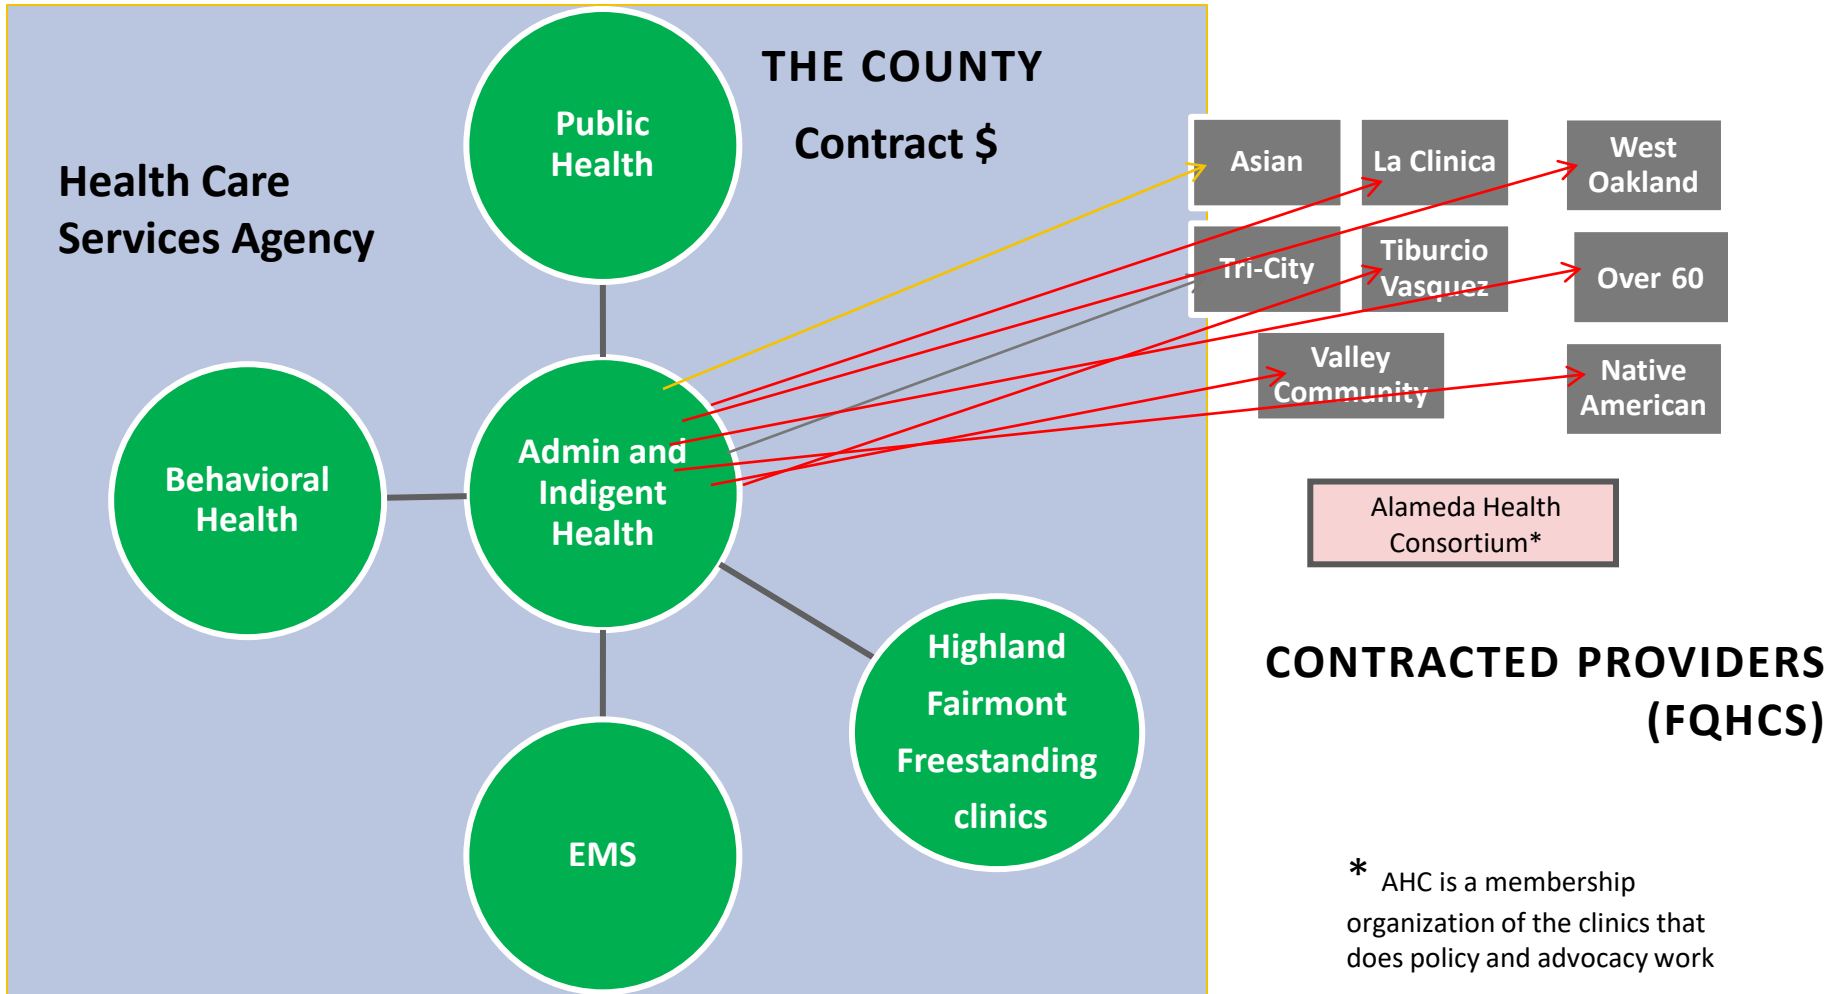 THE COUNTY
Contract $
Health Care
Services Agency
Public
Health
Behavioral
Health
Admin and
Indigent
Health
EMS
Highland
Fairmont
Freestanding
clinics
Asian
La Clinica
West
Oakland
Tri-City
Tiburcio
Vasquez
Over 60
Valley
Community
Native
American
Alameda Health
Consortium*
CONTRACTED PROVIDERS
(FQHCS)
* AHC is a membership
organization of the clinics that
does policy and advocacy work